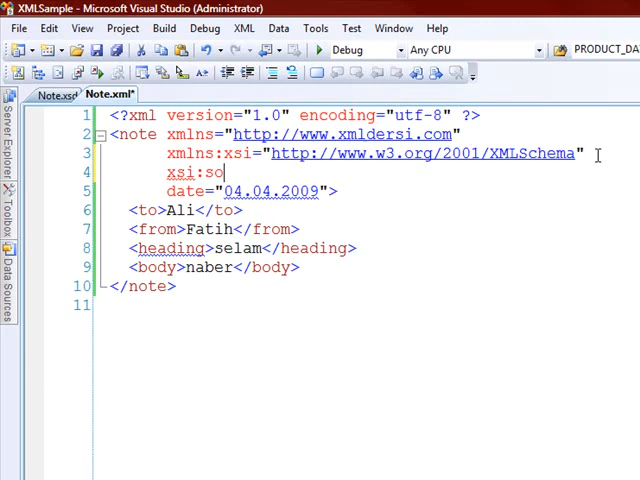 XMLSample - Microsoft Visual Studio (Administrator)
File Edit View Project Build Debug XML Data Tools Test Window Help
Debug Any CPU PRODUCT_DA
Note.xsd Note.xml*
Server Explorer
Toolbox
Data Sources
1 <?xml version="1.0" encoding="utf-8" ?>
2 <note xmlns="http://www.xmldersi.com"
3 xmlns:xsi="http://www.w3.org/2001/XMLSchema"
4 xsi:so
5 date="04.04.2009">
6 <to>Ali</to>
7 <from>Fatih</from>
8 <heading>selam</heading>
9 <body>naber</body>
10 </note>
11